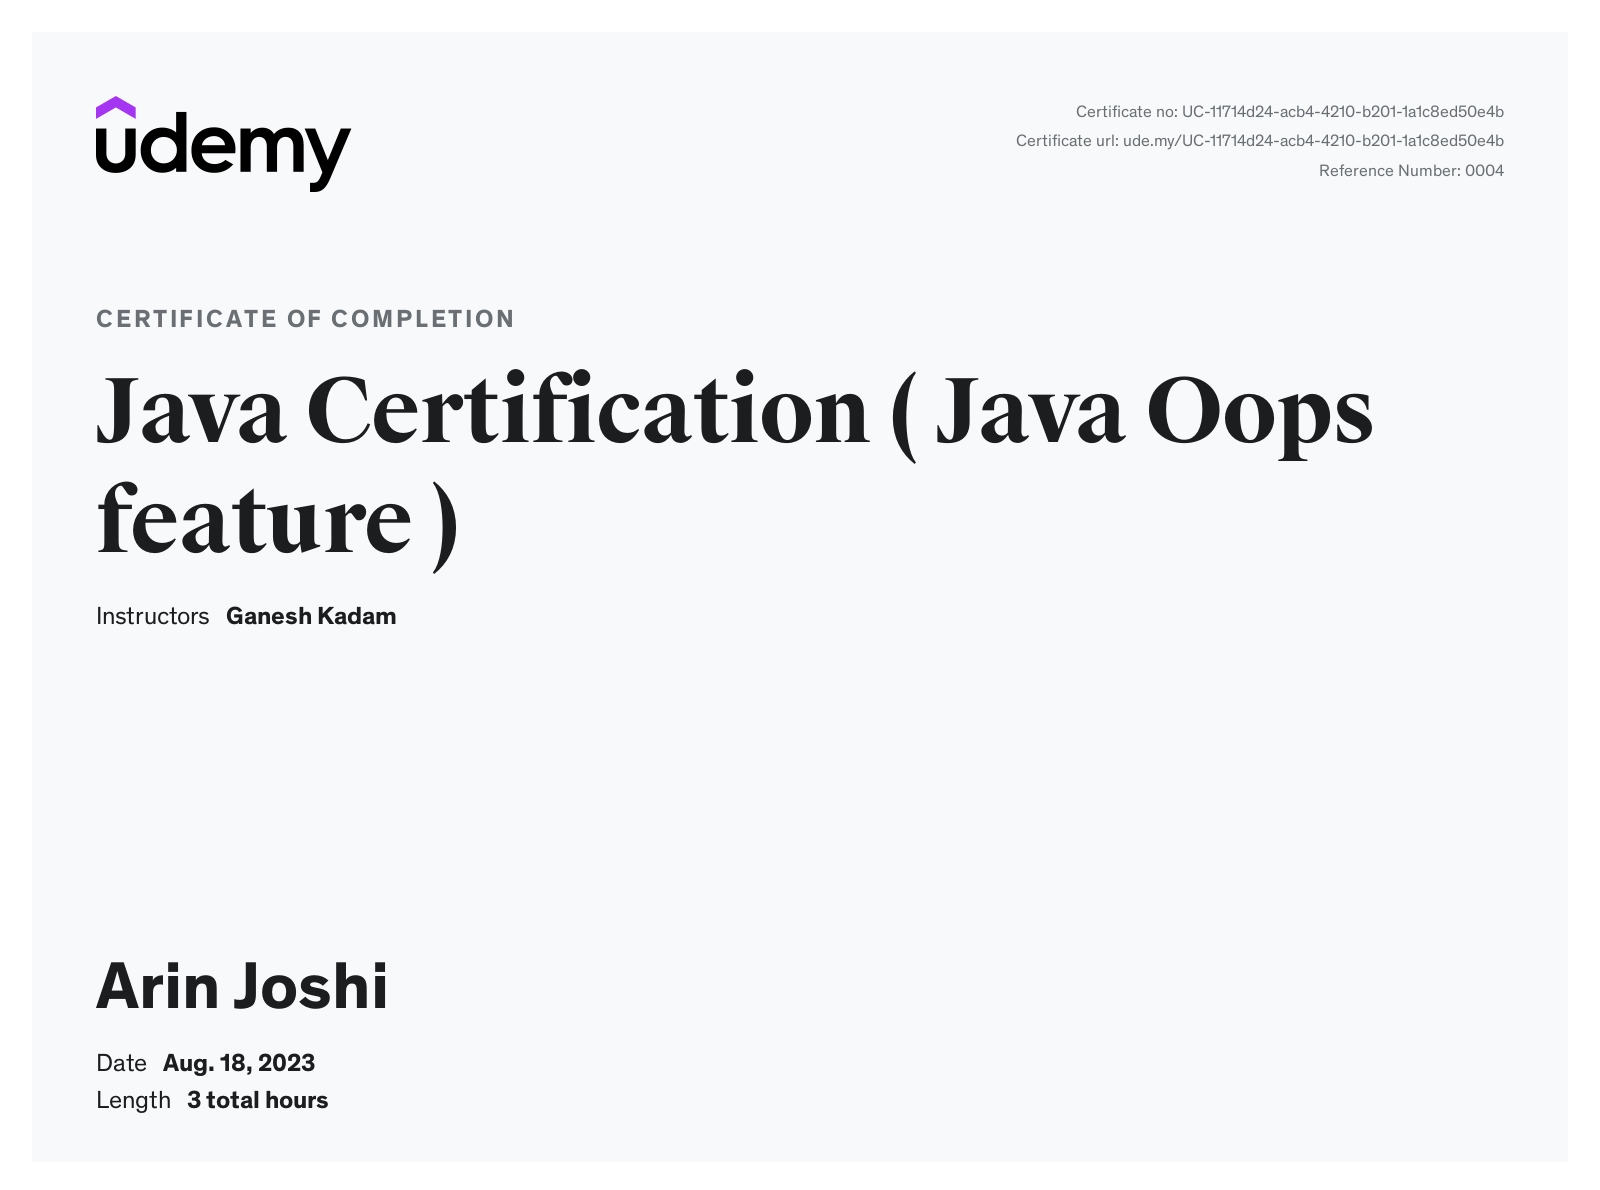 udemy
Certificate no: UC-11714d24-acb4-4210-b201-1a1c8ed50e4b
Certificate url: ude.my/UC-11714d24-acb4-4210-b201-1a1c8ed50e4b
Reference Number: 0004
CERTIFICATE OF COMPLETION
Java Certification ( Java Oops
feature )
Instructors Ganesh Kadam
Arin Joshi
Date Aug. 18, 2023
Length 3 total hours